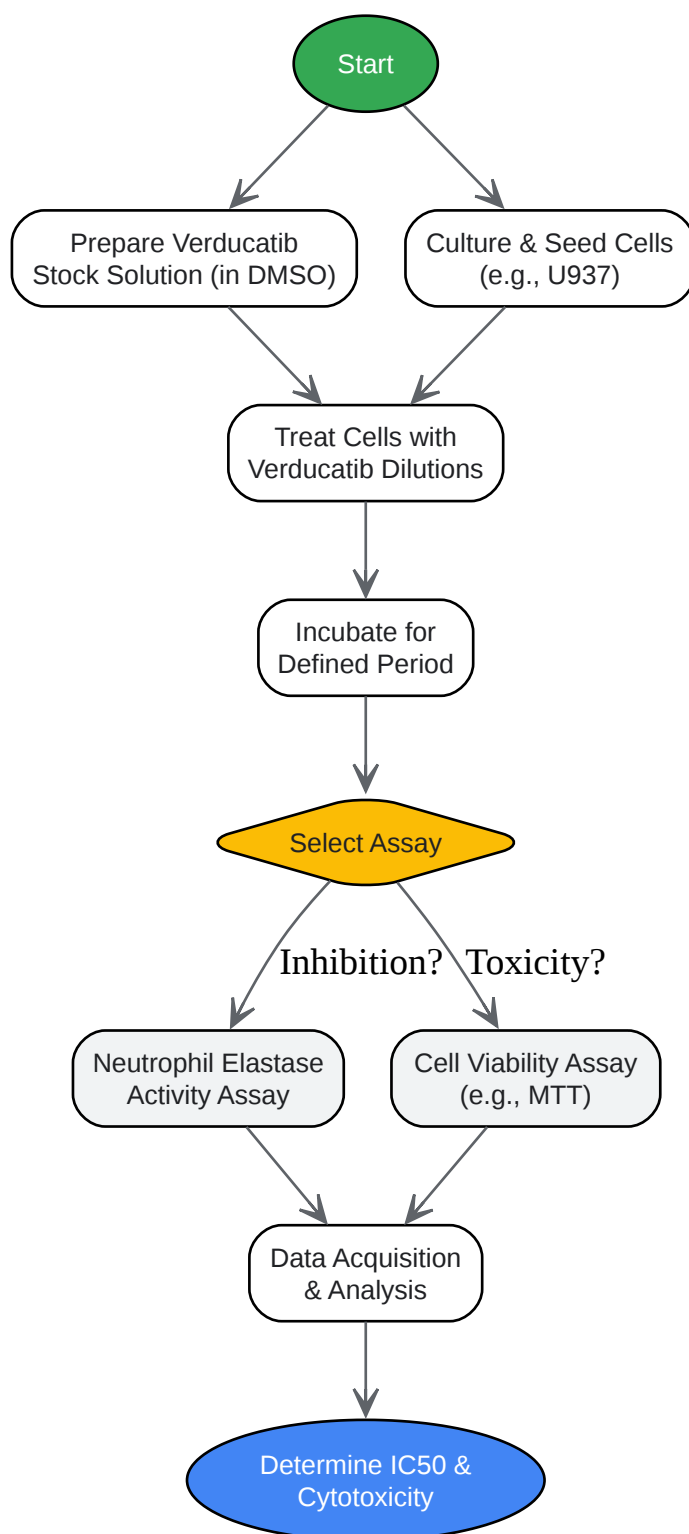 Start
Prepare Verducatib
Stock Solution (in DMSO)
Culture & Seed Cells
(e.g., U937)
Treat Cells with
Verducatib Dilutions
Incubate for
Defined Period
Select Assay
Inhibition?
Toxicity?
Neutrophil Elastase
Activity Assay
Cell Viability Assay
(e.g., MTT)
Data Acquisition
& Analysis
Determine IC50 &
Cytotoxicity